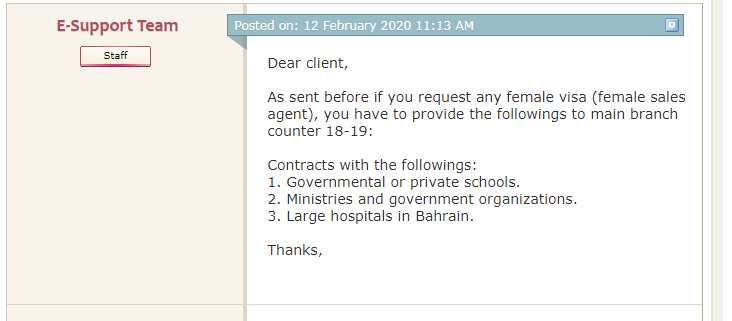 E-Support Team
Staff
Posted on: 12 February 2020 11:13 AM
Dear client,
As sent before if you request any female visa (female sales
agent), you have to provide the followings to main branch
counter 18-19:
Contracts with the followings:
1. Governmental or private schools.
2. Ministries and government organizations.
3. Large hospitals in Bahrain.
Thanks,